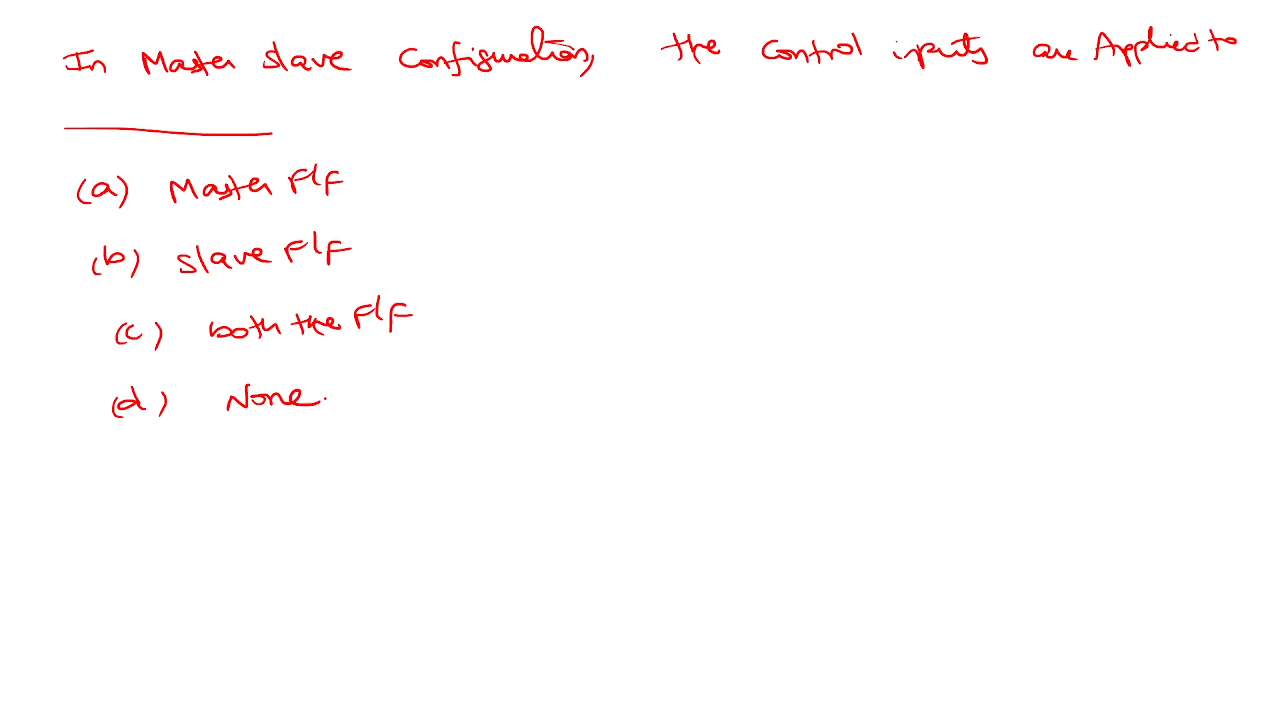 In Master slave Configuration, the control inputs are Applied to
(a) Master F/F
(b) slave F/F
(c) both the F/F
(d) None.